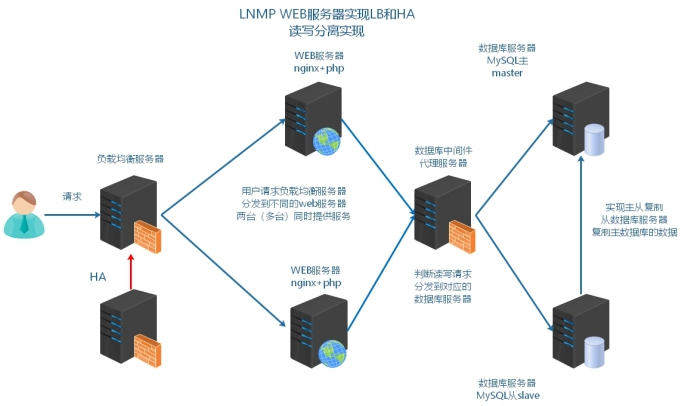 LNMP WEB服务器实现LB和HA
读写分离实现
WEB服务器
nginx+php
数据库服务器
MySQL主
master
负载均衡服务器
数据库中间件
代理服务器
请求
用户请求负载均衡服务器
分发到不同的web服务器
两台（多台）同时提供服务
实现主从复制
从数据库服务器
复制主数据库的数据
HA
WEB服务器
nginx+php
判断读写请求
分发到对应的
数据库服务器
数据库服务器
MySQL从slave